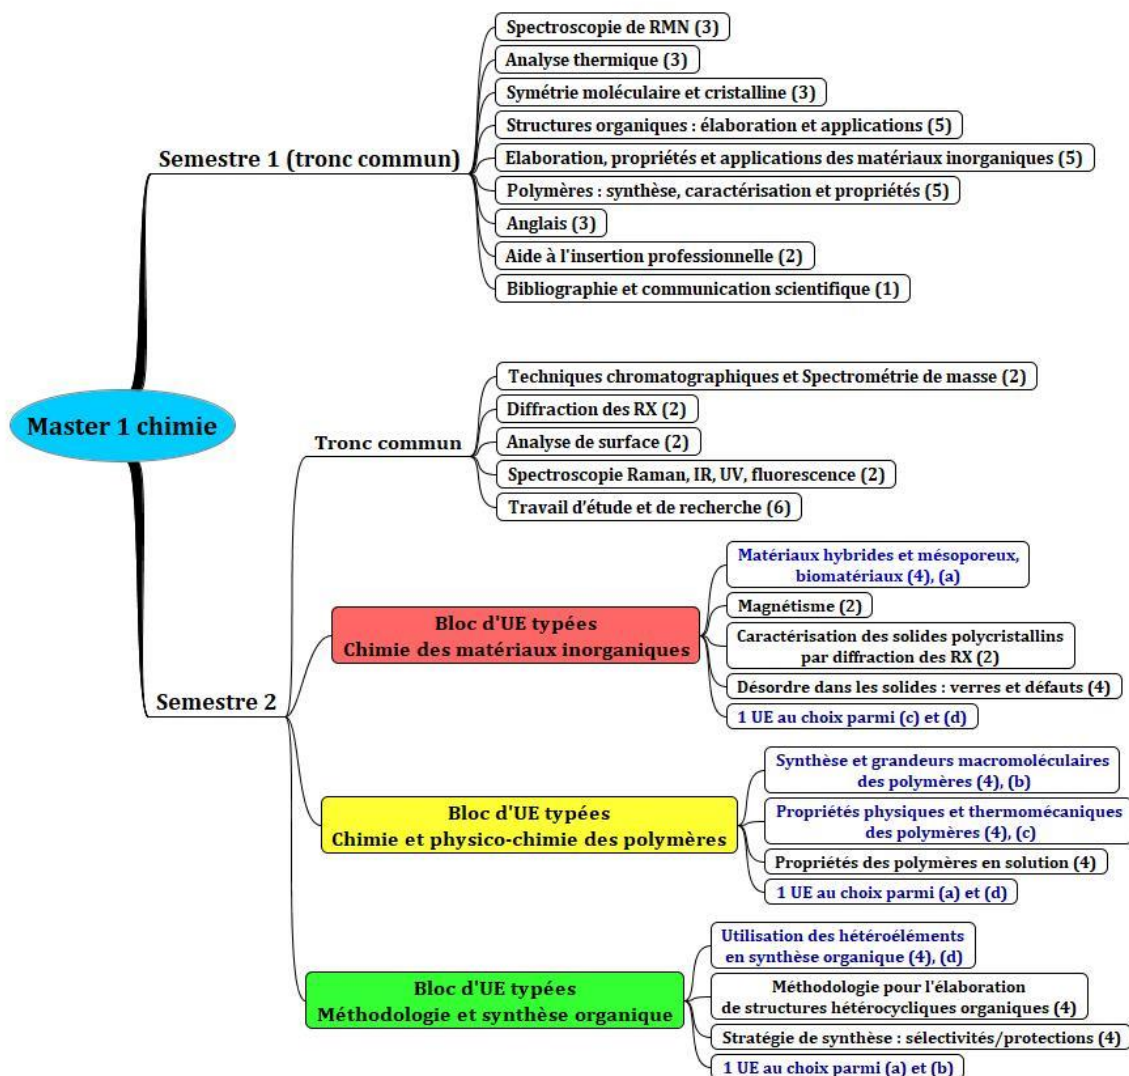 Spectroscopie de RMN (3)
Analyse thermique (3)
Symétrie moléculaire et cristalline (3)
Structures organiques : élaboration et applications (5)
Semestre 1 (tronc commun)
Elaboration, propriétés et applications des matériaux inorganiques (5)
Polymères : synthèse, caractérisation et propriétés (5)
Anglais (3)
Aide à l'insertion professionnelle (2)
Bibliographie et communication scientifique (1)
Master 1 chimie
Techniques chromatographiques et Spectrométrie de masse (2)
Diffraction des RX (2)
Tronc commun
Analyse de surface (2)
Spectroscopie Raman, IR, UV, fluorescence (2)
Travail d'étude et de recherche (6)
Semestre 2
Bloc d'UE typées
Chimie des matériaux inorganiques
Matériaux hybrides et mésoporeux,
biomatériaux (4), (a)
Magnétisme (2)
Caractérisation des solides polycristallins
par diffraction des RX (2)
Désordre dans les solides : verres et défauts (4)
1 UE au choix parmi (c) et (d)
Bloc d'UE typées
Chimie et physico-chimie des polymères
Synthèse et grandeurs macromoléculaires
des polymères (4), (b)
Propriétés physiques et thermomécaniques
des polymères (4), (c)
Propriétés des polymères en solution (4)
1 UE au choix parmi (a) et (d)
Bloc d'UE typées
Méthodologie et synthèse organique
Utilisation des hétéroéléments
en synthèse organique (4), (d)
Méthodologie pour l'élaboration
de structures hétérocycliques organiques (4)
Stratégie de synthèse : sélectivités/protections (4)
1 UE au choix parmi (a) et (b)